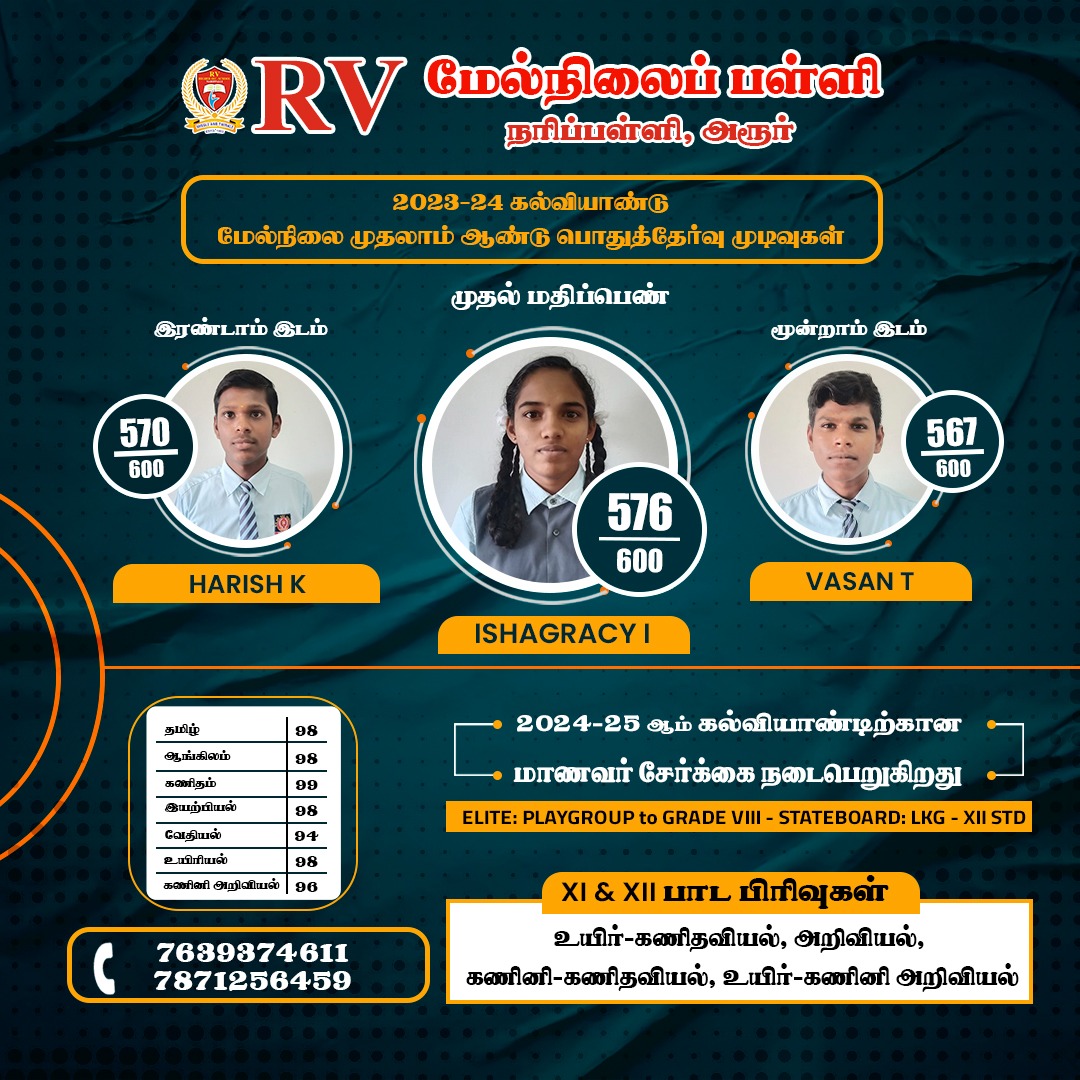 RV மேல்நிலைப் பள்ளி
நரிப்பள்ளி, அரூர்
2023-24 கல்வியாண்டு
மேல்நிலை முதலாம் ஆண்டு பொதுத்தேர்வு முடிவுகள்
முதல் மதிப்பெண்
இரண்டாம் இடம்
மூன்றாம் இடம்
570
600
576
600
567
600
HARISH K
ISHAGRACY I
VASAN T
தமிழ் 98
ஆங்கிலம் 98
கணிதம் 99
இயற்பியல் 98
வேதியல் 94
உயிரியல் 98
கணினி அறிவியல் 96
7639374611
7871256459
2024-25 ஆம் கல்வியாண்டிற்கான
மாணவர் சேர்க்கை நடைபெறுகிறது
ELITE: PLAYGROUP to GRADE VIII - STATEBOARD: LKG - XII STD
XI & XII பாட பிரிவுகள்
உயிர்-கணிதவியல், அறிவியல்,
கணினி-கணிதவியல், உயிர்-கணினி அறிவியல்